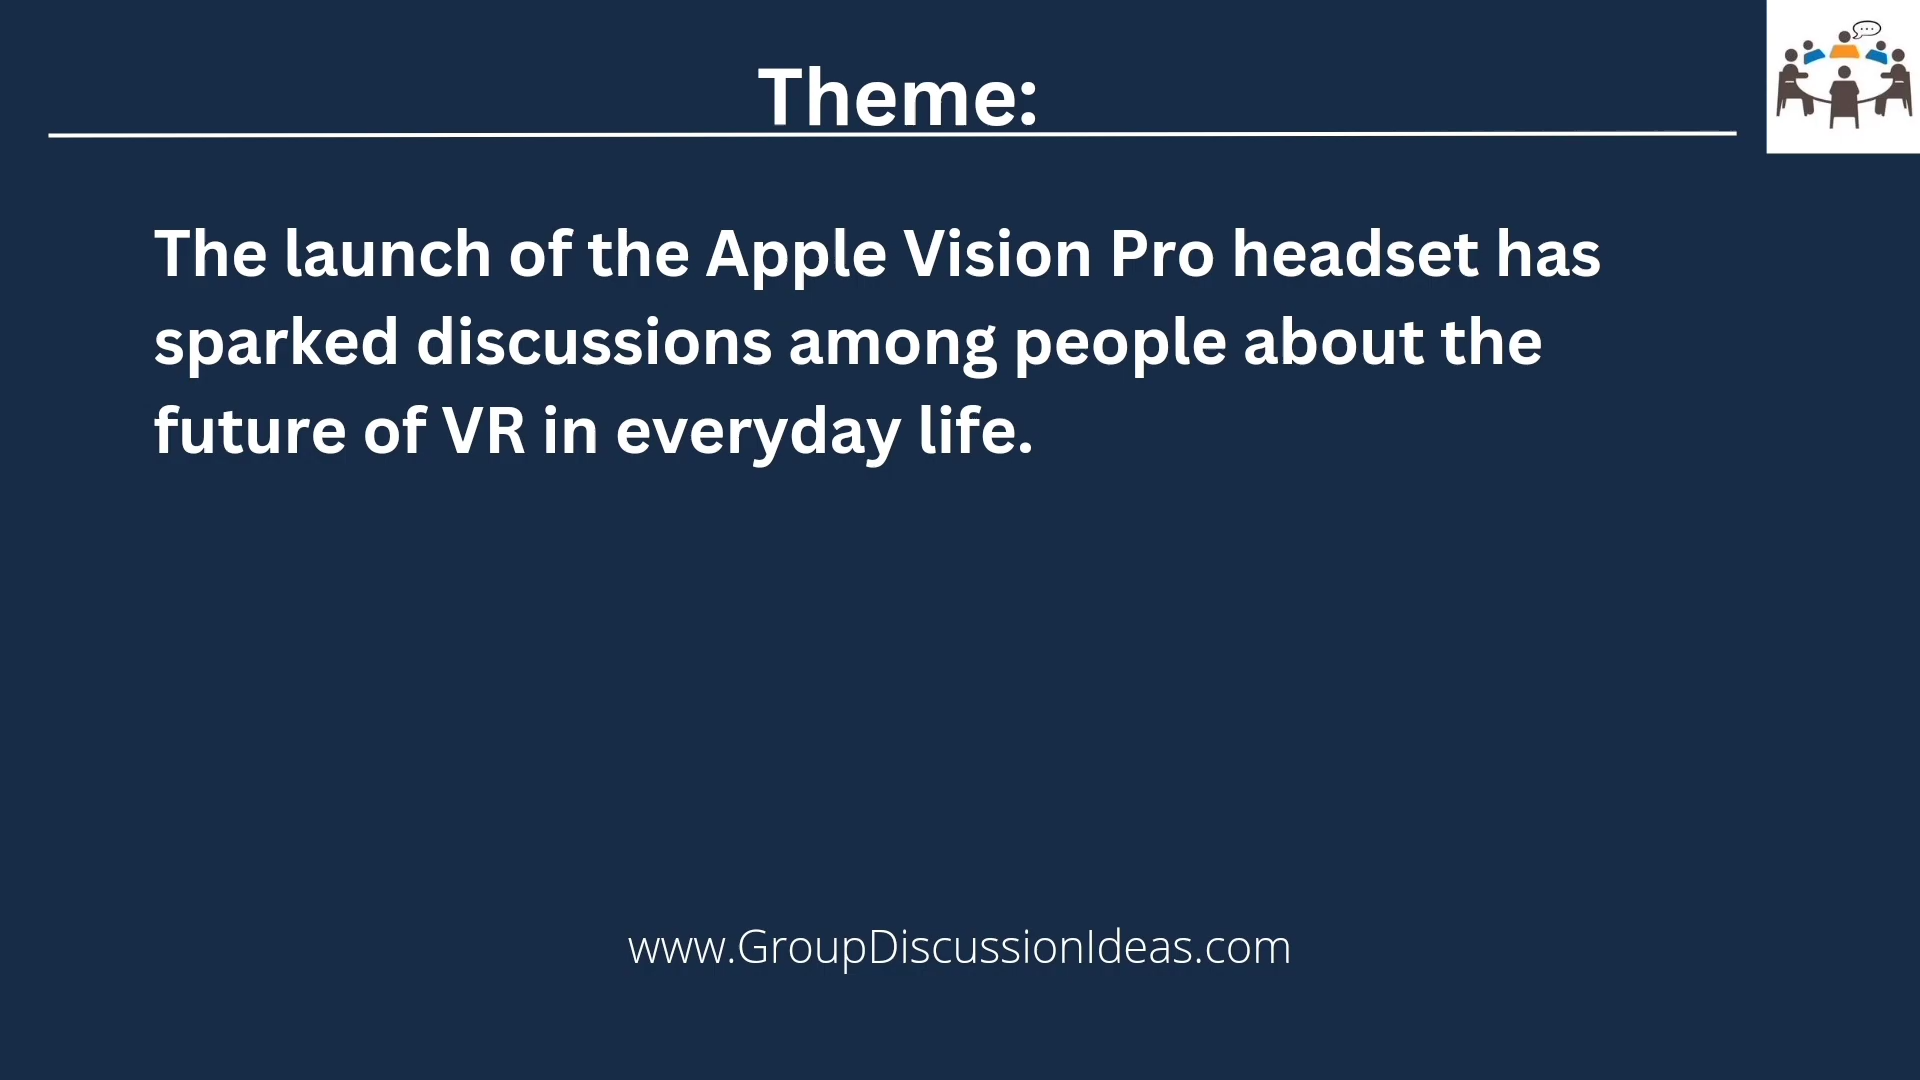 Theme:
The launch of the Apple Vision Pro headset has
sparked discussions among people about the
future of VR in everyday life.
www.GroupDiscussionIdeas.com